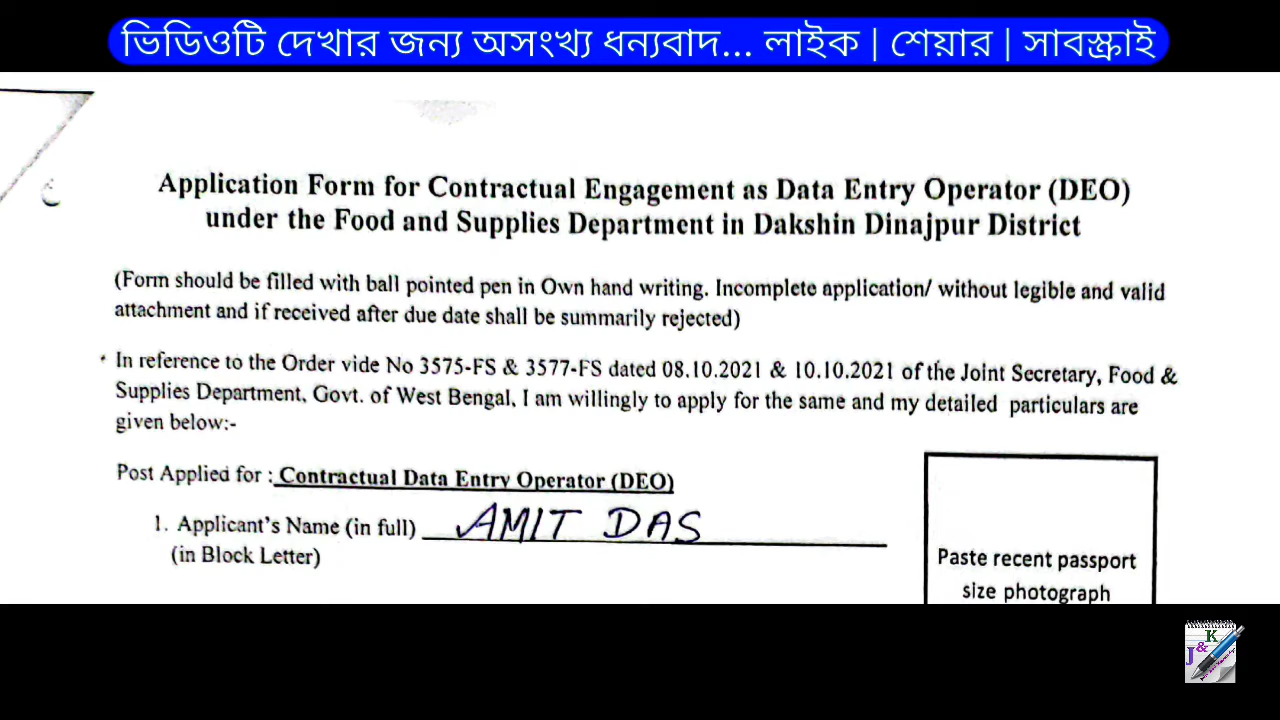 ভিডিওটি দেখার জন্য অসংখ্য ধন্যবাদ... লাইক | শেয়ার | সাবস্ক্রাই
Application Form for Contractual Engagement as Data Entry Operator (DEO)
under the Food and Supplies Department in Dakshin Dinajpur District
(Form should be filled with ball pointed pen in Own hand writing. Incomplete application/ without legible and valid
attachment and if received after due date shall be summarily rejected)
In reference to the Order vide No 3575-FS & 3577-FS dated 08.10.2021 & 10.10.2021 of the Joint Secretary, Food &
Supplies Department, Govt. of West Bengal, I am willingly to apply for the same and my detailed particulars are
given below:-
Post Applied for : Contractual Data Entry Operator (DEO)
1. Applicant's Name (in full) AMIT DAS
(in Block Letter)
Paste recent passport
size photograph
J&K